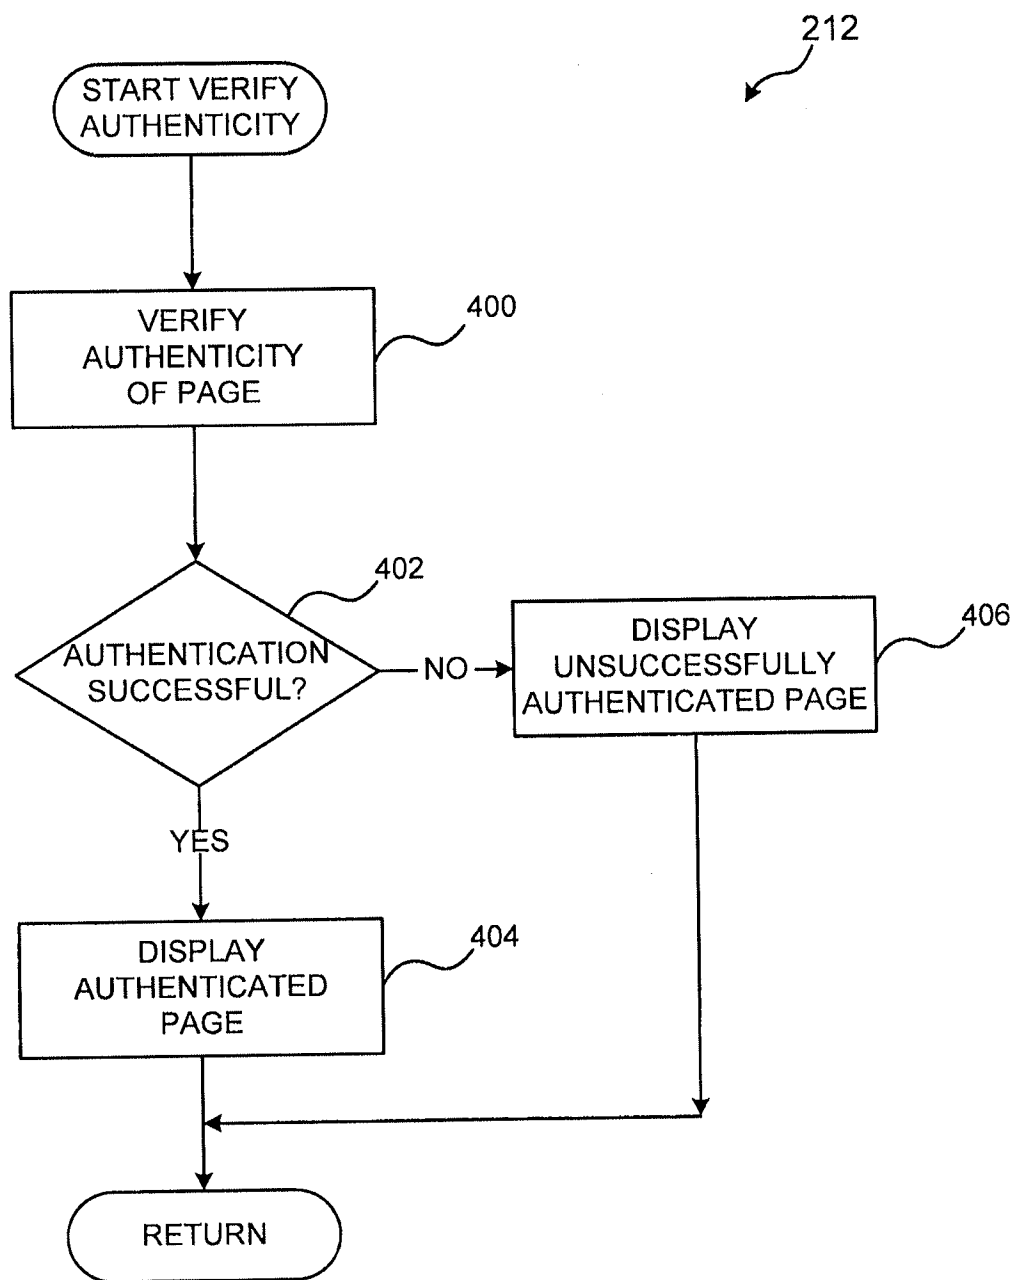 212
START VERIFY
AUTHENTICITY
400
VERIFY
AUTHENTICITY
OF PAGE
402
AUTHENTICATION
SUCCESSFUL?
NO
406
DISPLAY
UNSUCCESSFULLY
AUTHENTICATED PAGE
YES
404
DISPLAY
AUTHENTICATED
PAGE
RETURN